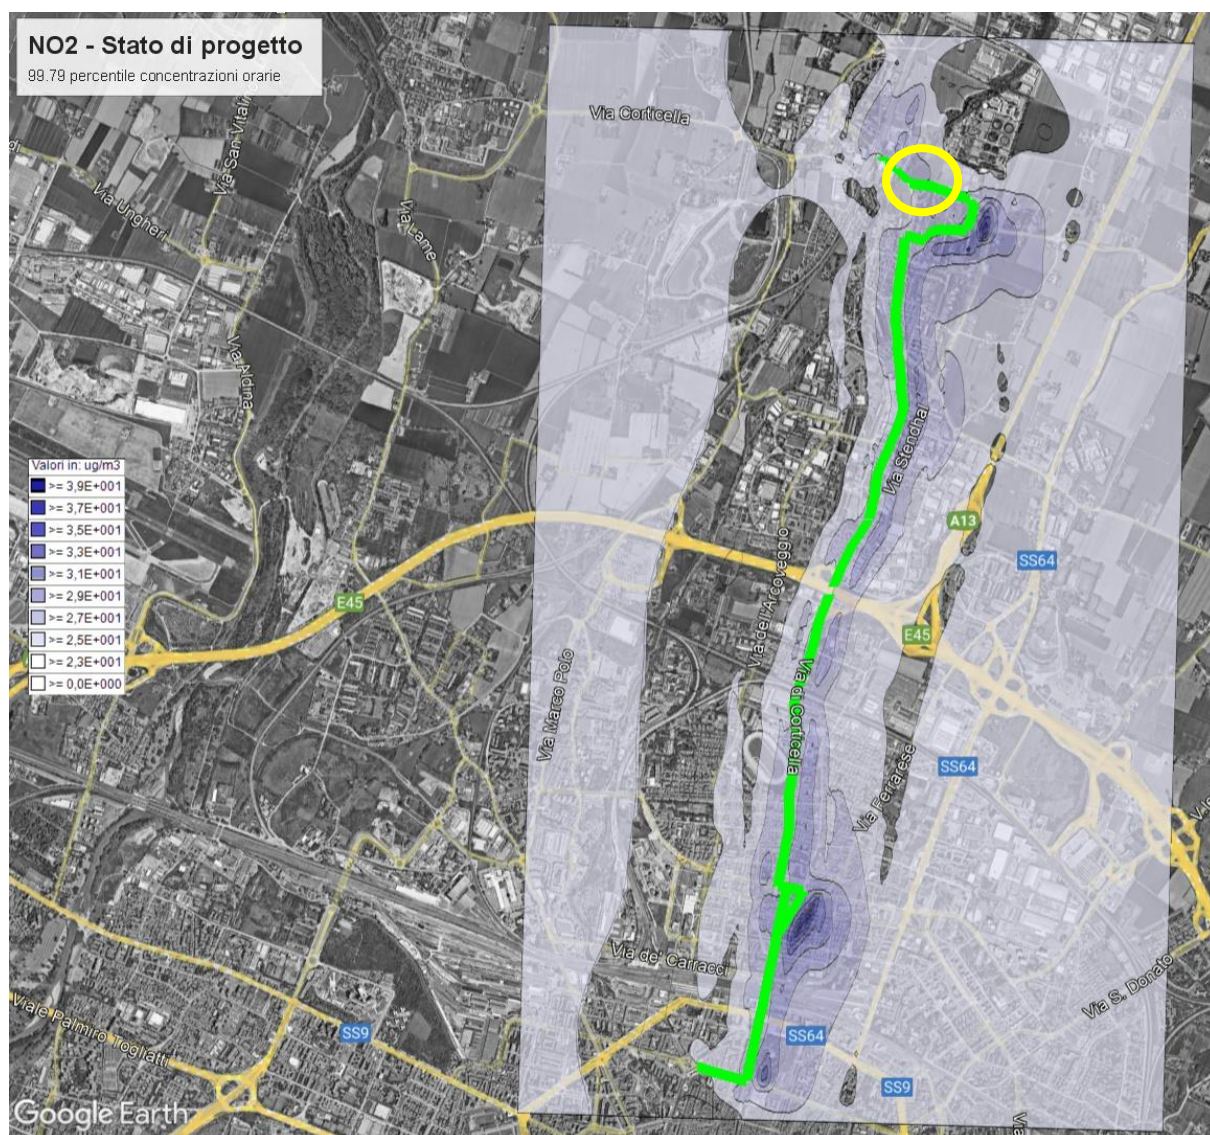 NO2 - Stato di progetto
99.79 percentile concentrazioni orarie
Via Corticella
Via San Vitalino
Via Ungheri
Via Lame
Via Aldina
Via Stendha
Valori in: ug/m3
>= 3,9E+001
>= 3,7E+001
>= 3,5E+001
>= 3,3E+001
>= 3,1E+001
>= 2,9E+001
>= 2,7E+001
>= 2,5E+001
>= 2,3E+001
>= 0,0E+000
A13
SS64
E45
E45
Via dell'Arcoveggio
Via Marco Polo
Via di Corticella
SS64
Via Ferrarese
Via de' Carracci
Via S. Donato
Viale Palmiro Togliatti
SS9
SS64
SS9
Google Earth